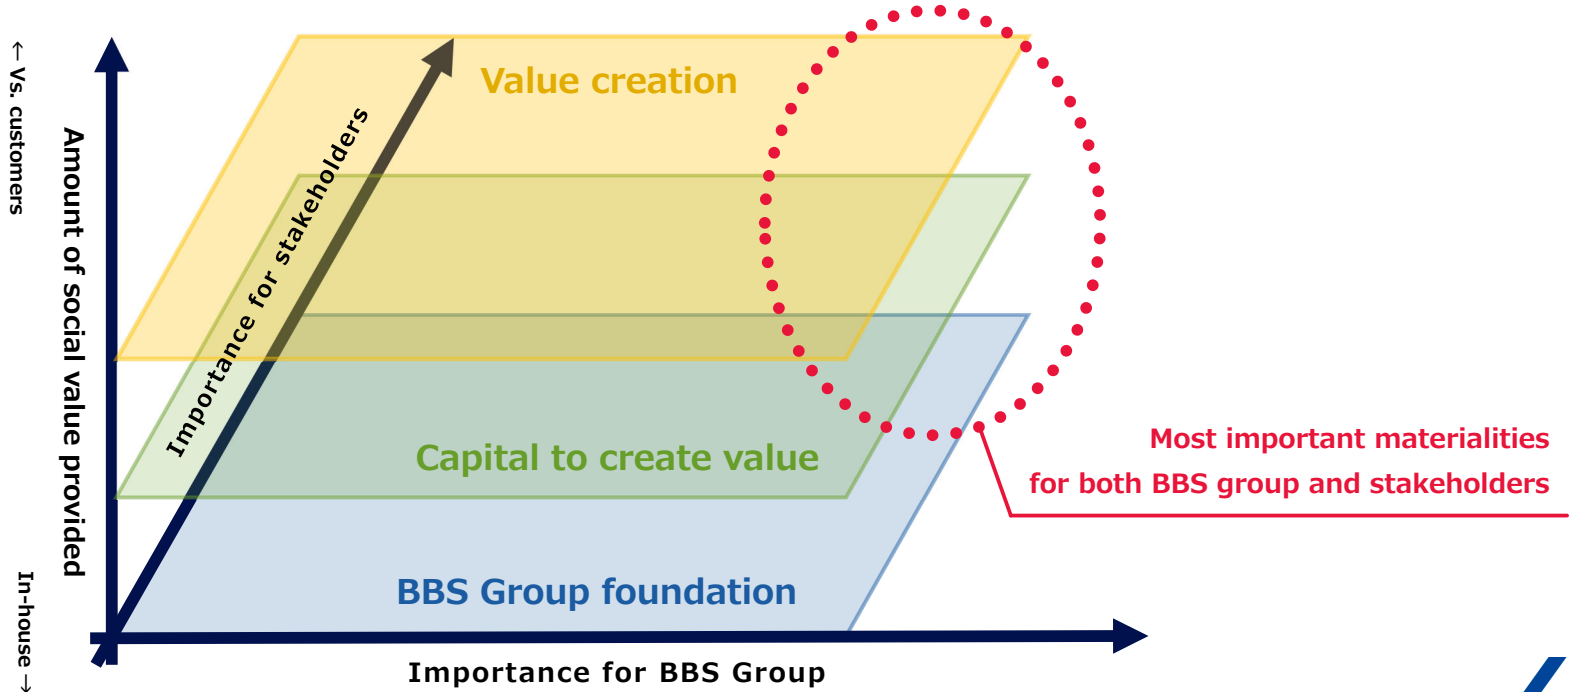 ← Vs. customers
Amount of social value provided
In-house →
Importance for stakeholders
Value creation
Capital to create value
BBS Group foundation
Importance for BBS Group
Most important materialities
for both BBS group and stakeholders